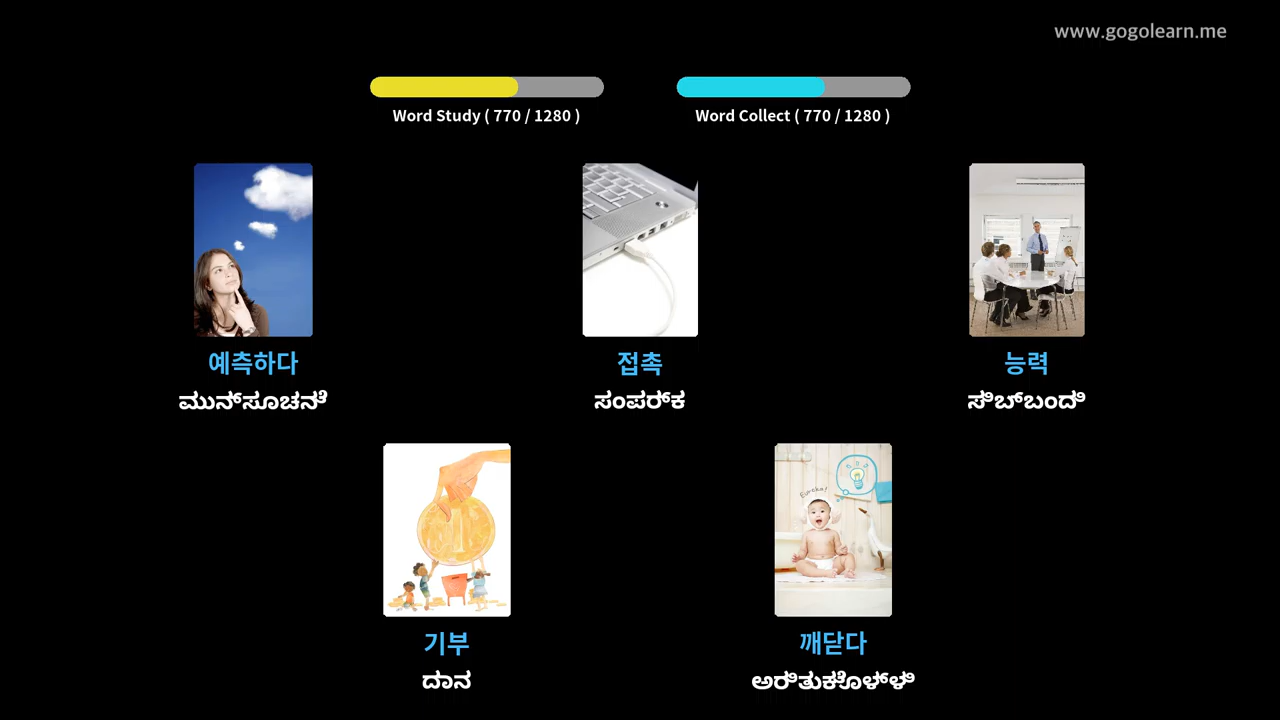 www.gogolearn.me
Word Study ( 770 / 1280 )
Word Collect ( 770 / 1280 )
예측하다
ಮುನ್ಸೂಚನೆ
접촉
ಸಂಪರ್ಕ
능력
ಸಿಬ್ಬಂದಿ
Eureka!
기부
ದಾನ
깨닫다
ಅರಿತುಕೊಳ್ಳಿ